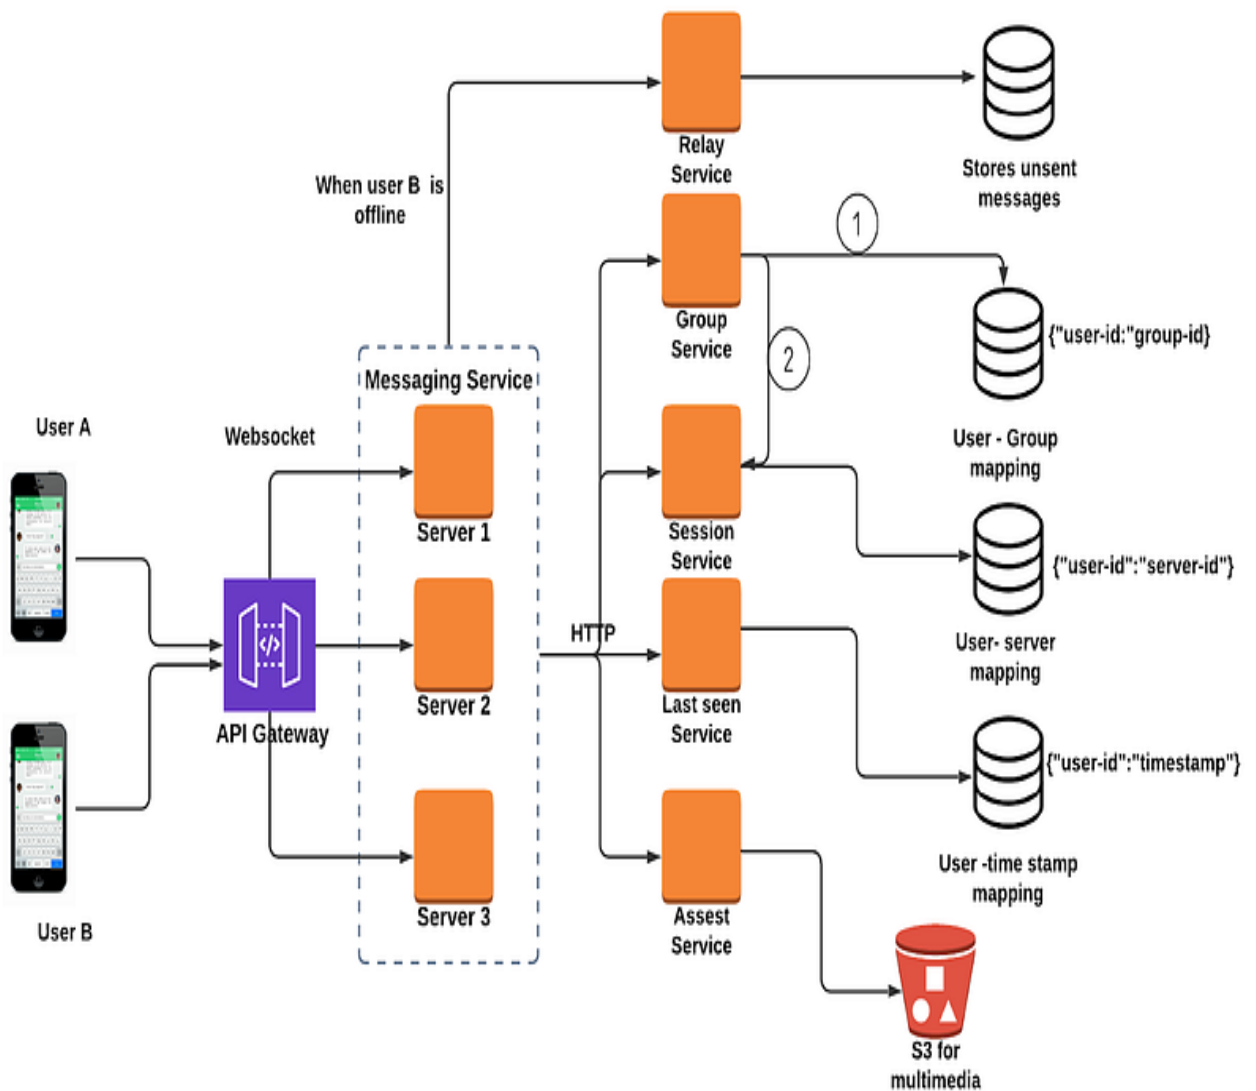 Relay
Service
Stores unsent
messages
When user B is
offline
1
Group
Service
{"user-id:"group-id}
2
User - Group
mapping
Messaging Service
User A
Websocket
Server 1
Session
Service
{"user-id":"server-id"}
User- server
mapping
HTTP
Server 2
Last seen
Service
</>
API Gateway
{"user-id":"timestamp"}
User -time stamp
mapping
User B
Server 3
Assest
Service
S3 for
multimedia